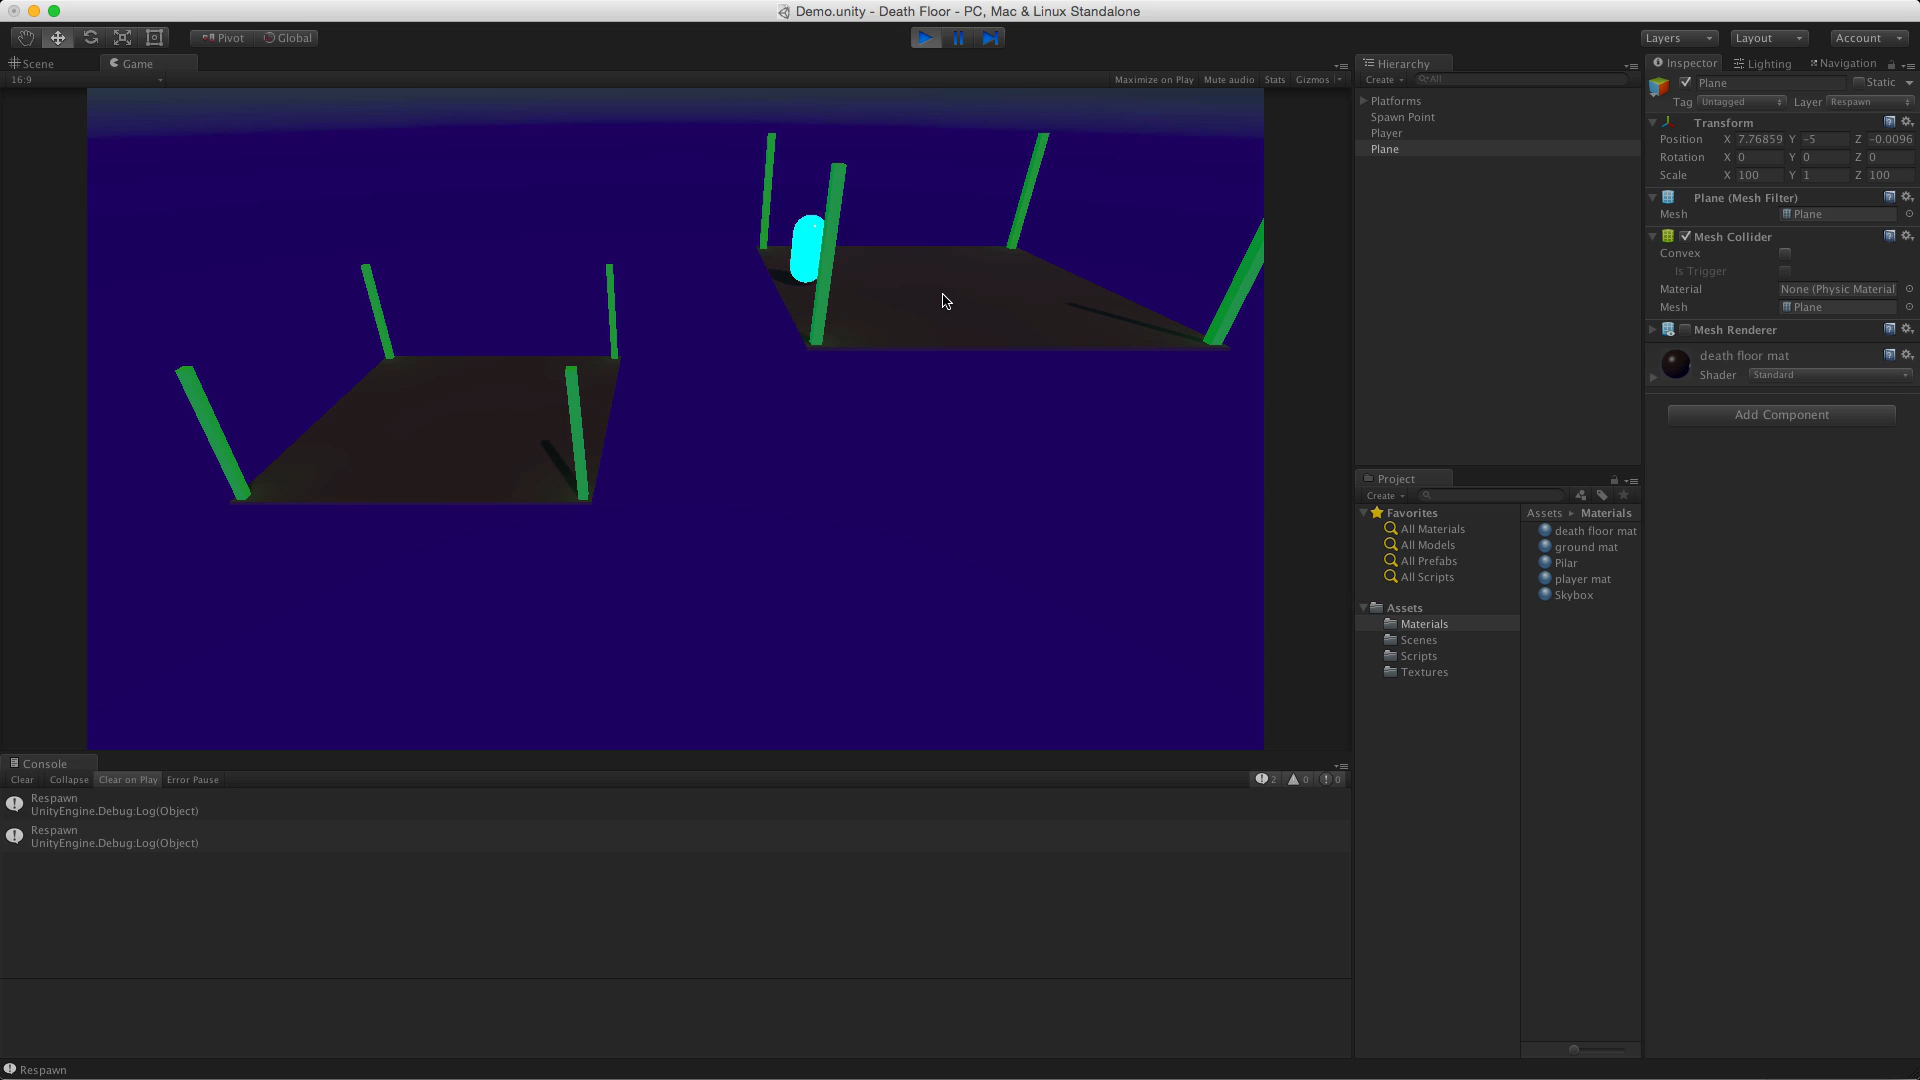 Demo.unity - Death Floor - PC, Mac & Linux Standalone
Pivot Global Layers Layout Account
Scene Game
16:9 Maximize on Play Mute audio Stats Gizmos
Hierarchy
Create All
Platforms
Spawn Point
Player
Plane
Inspector Lighting Navigation
Plane Static
Tag Untagged Layer Respawn
Transform
Position X 7.76859 Y -5 Z -0.0096
Rotation X 0 Y 0 Z 0
Scale X 100 Y 1 Z 100
Plane (Mesh Filter)
Mesh Plane
Mesh Collider
Convex
Is Trigger
Material None (Physic Material
Mesh Plane
Mesh Renderer
death floor mat
Shader Standard
Add Component
Project
Create
Favorites
All Materials
All Models
All Prefabs
All Scripts
Assets
Materials
Scenes
Scripts
Textures
Assets Materials
death floor mat
ground mat
Pilar
player mat
Skybox
Console
Clear Collapse Clear on Play Error Pause 2 0 0
Respawn
UnityEngine.Debug:Log(Object)
Respawn
UnityEngine.Debug:Log(Object)
Respawn